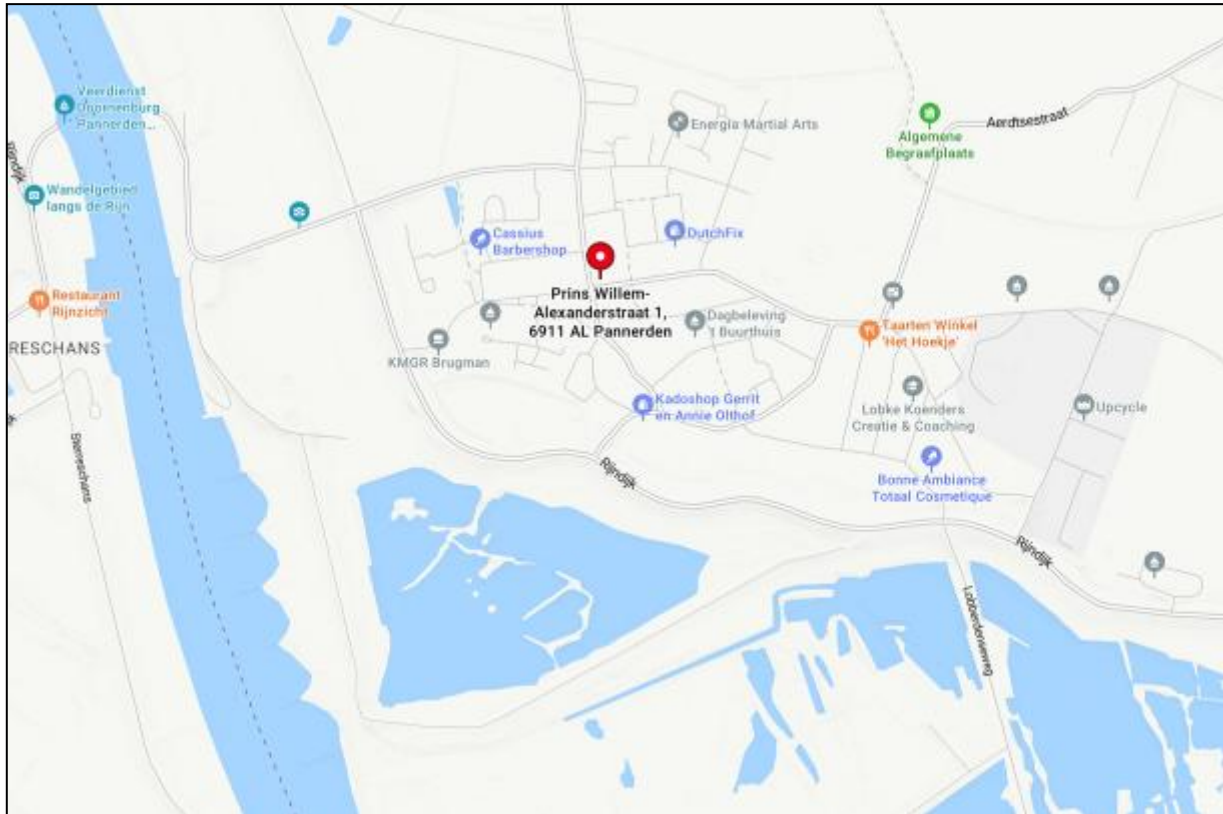 Veerdienst
Doornenburg
Pannerden...
Rijndijk
Wandelgebied
langs de Rijn
Restaurant
Rijnzicht
RESCHANS
Sterreschans
Energia Martial Arts
Algemene
Begraafplaats
Aerdtsestraat
Cassius
Barbershop
DutchFix
Prins Willem-
Alexanderstraat 1,
6911 AL Pannerden
Dagbeleving
't Buurthuis
KMGR Brugman
Taarten Winkel
'Het Hoekje'
Kadoshop Gerrit
en Annie Olthof
Lobke Koenders
Creatie & Coaching
Upcycle
Bonne Ambiance
Totaal Cosmetique
Rijndijk
Rijndijk
Lobberdenseweg